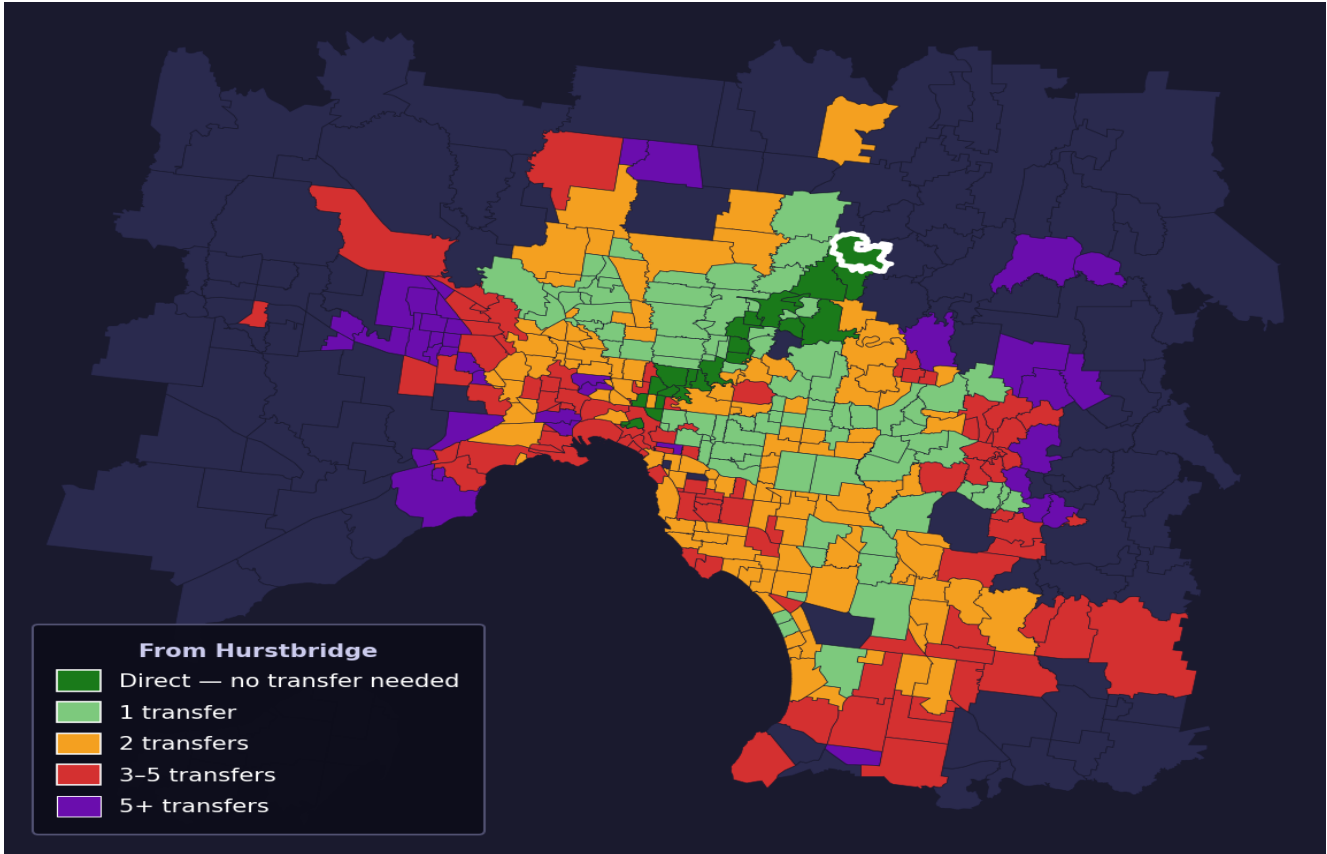 From Hurstbridge
Direct — no transfer needed
1 transfer
2 transfers
3–5 transfers
5+ transfers